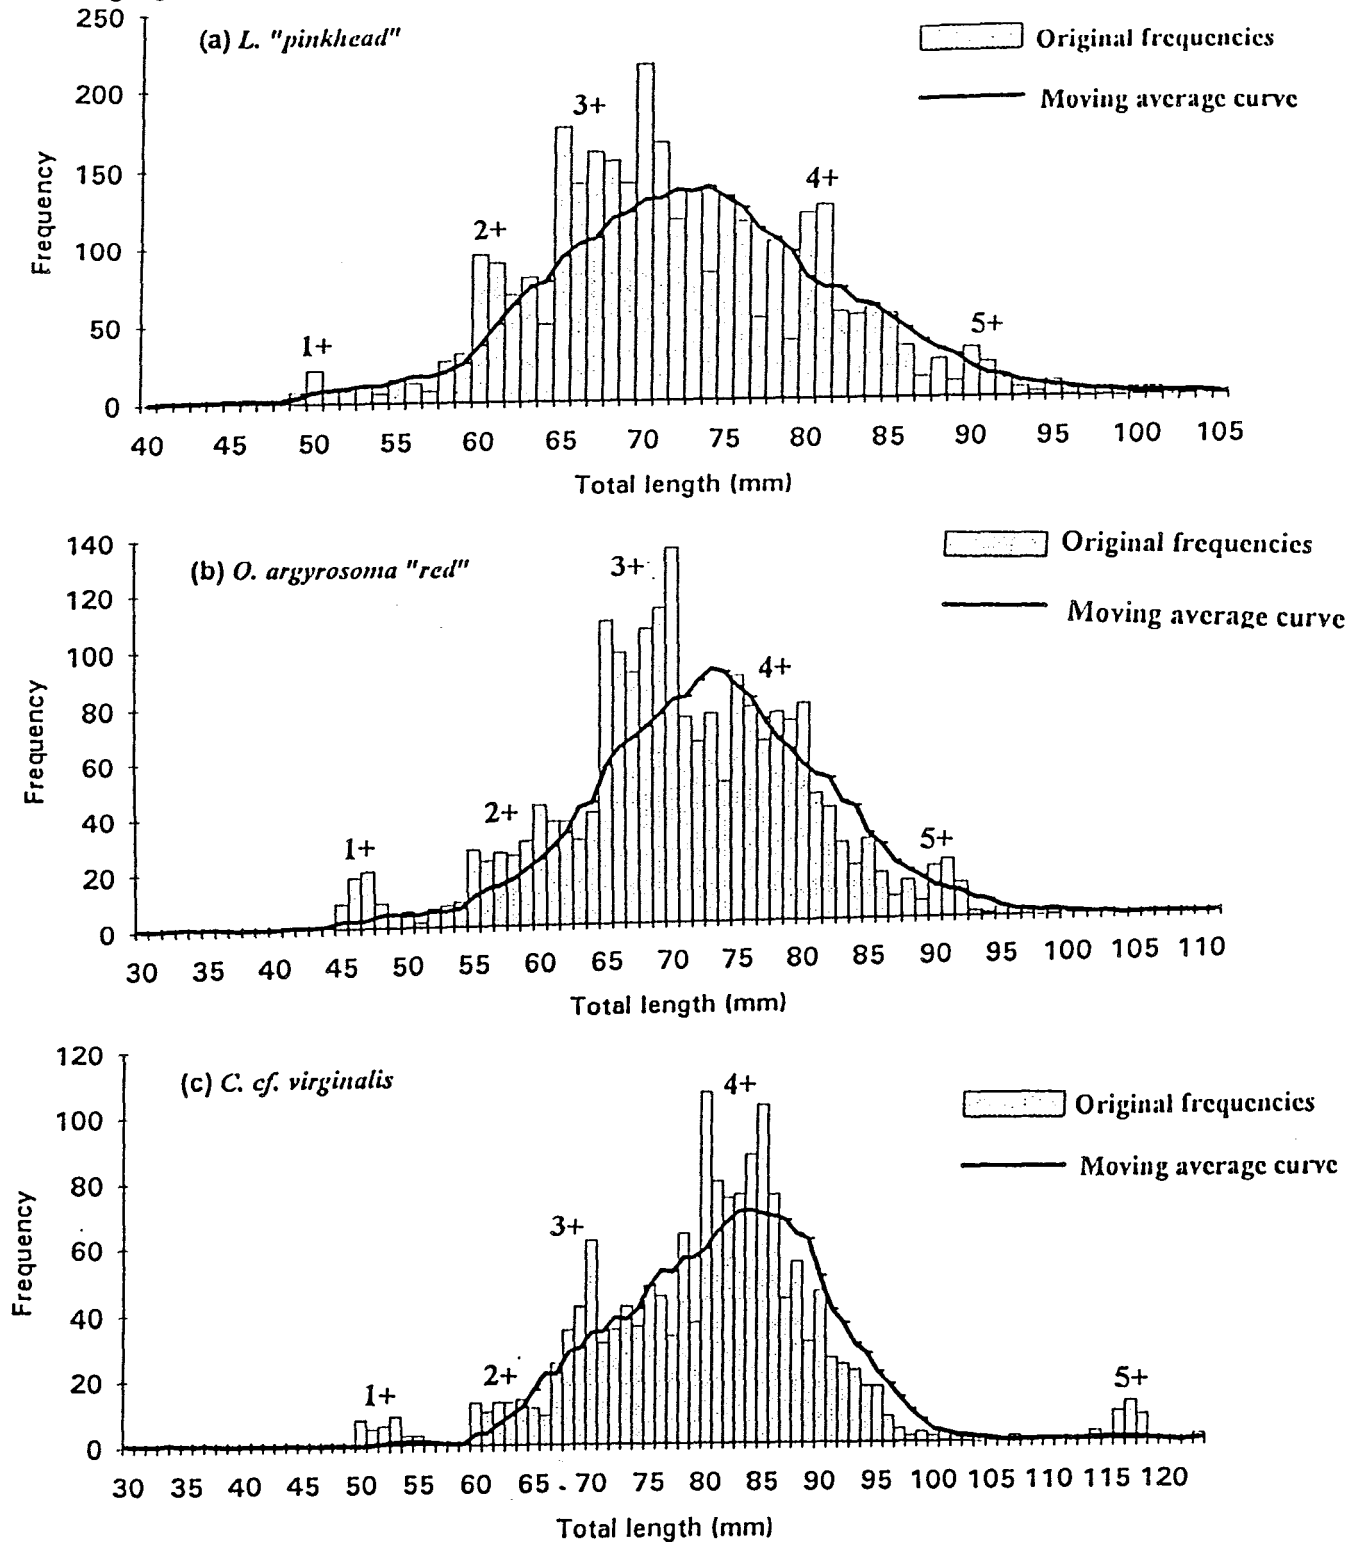 250
(a) L. "pinkhead"
Original frequencies
200
Moving average curve
3+
150
4+
2+
100
50
5+
1+
0
Frequency
40 45 50 55 60 65 70 75 80 85 90 95 100 105
Total length (mm)
140
(b) O. argyrosoma "red"
Original frequencies
3+
120
Moving average curve
100
4+
80
60
40
2+
1+
5+
20
0
Frequency
30 35 40 45 50 55 60 65 70 75 80 85 90 95 100 105 110
Total length (mm)
120
(c) C. cf. virginalis
4+
Original frequencies
100
Moving average curve
80
3+
60
40
2+
1+
5+
20
0
Frequency
30 35 40 45 50 55 60 65 70 75 80 85 90 95 100 105 110 115 120
Total length (mm)